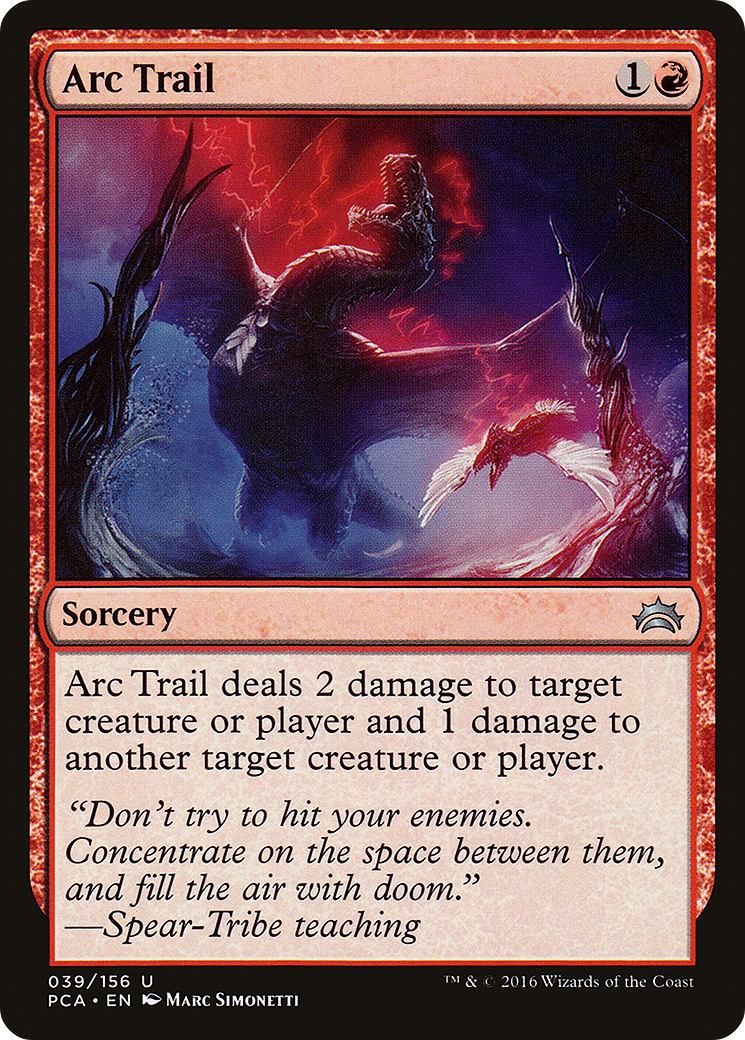 Arc Trail 1
Sorcery
Arc Trail deals 2 damage to target
creature or player and 1 damage to
another target creature or player.
“Don’t try to hit your enemies.
Concentrate on the space between them,
and fill the air with doom.”
—Spear-Tribe teaching
039/156 U
™ & © 2016 Wizards of the Coast
PCA • EN Marc Simonetti